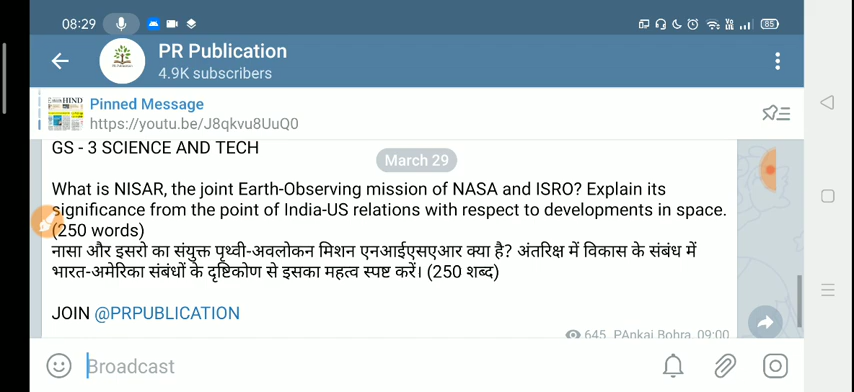 08:29
85
PR Publication
4.9K subscribers
HIND
Pinned Message
https://youtu.be/J8qkvu8UuQ0
GS - 3 SCIENCE AND TECH
March 29
What is NISAR, the joint Earth-Observing mission of NASA and ISRO? Explain its
significance from the point of India-US relations with respect to developments in space.
(250 words)
नासा और इसरो का संयुक्त पृथ्वी-अवलोकन मिशन एनआईएसएआर क्या है? अंतरिक्ष में विकास के संबंध में
भारत-अमेरिका संबंधों के दृष्टिकोण से इसका महत्व स्पष्ट करें। (250 शब्द)
JOIN @PRPUBLICATION
645 PAnkaj Bohra, 09:00
Broadcast